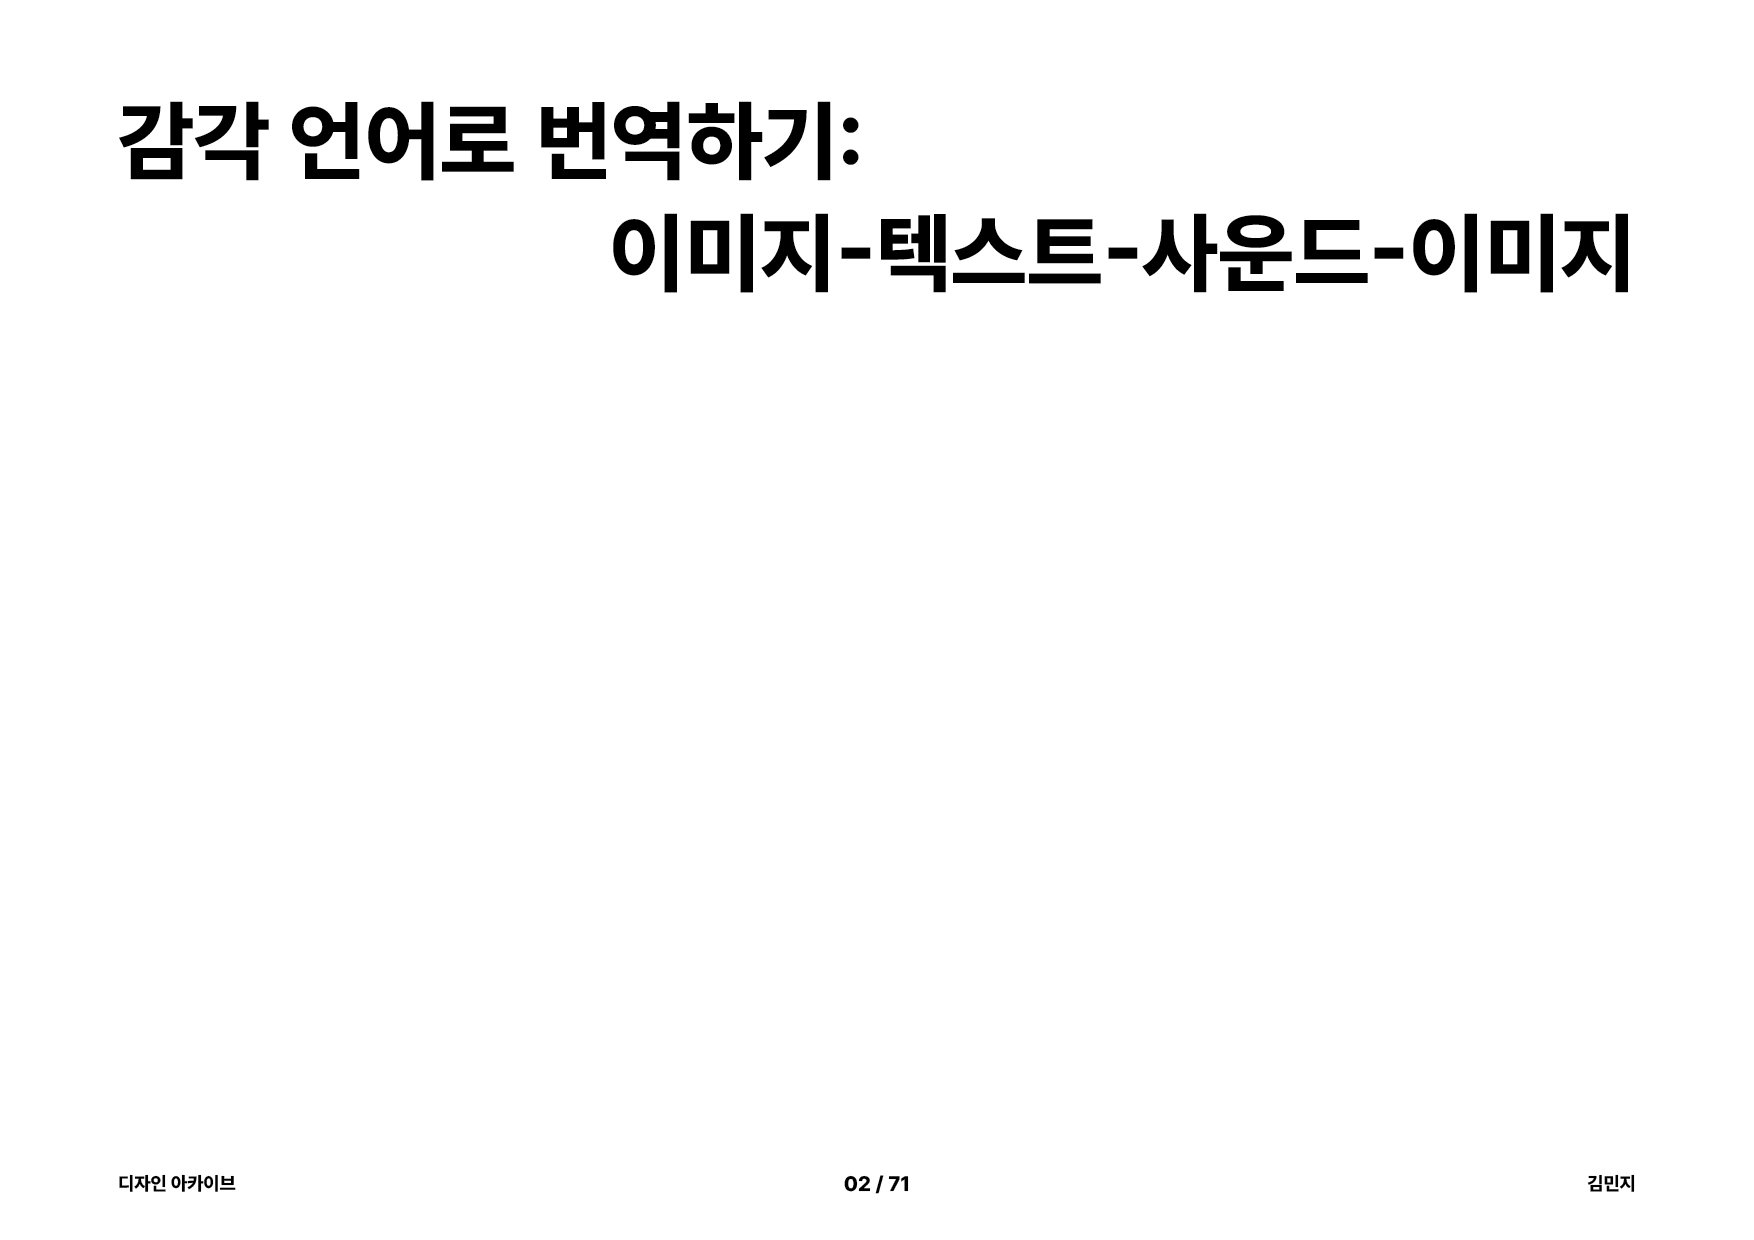 감각 언어로 번역하기:
이미지-텍스트-사운드-이미지
디자인 아카이브
02 / 71
김민지